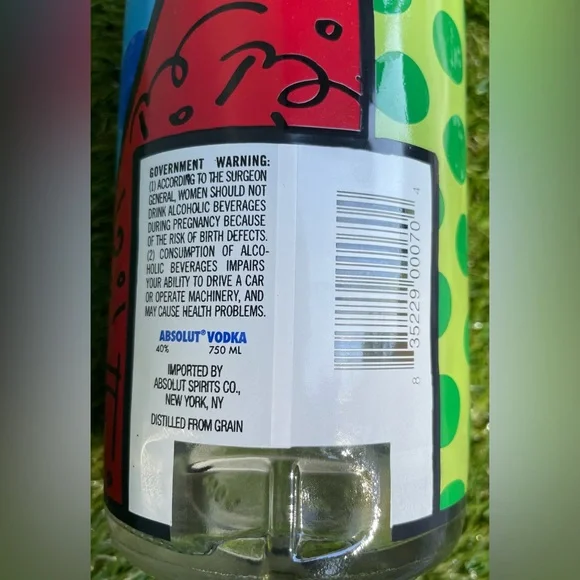 GOVERNMENT WARNING:
(1) ACCORDING TO THE SURGEON
GENERAL, WOMEN SHOULD NOT
DRINK ALCOHOLIC BEVERAGES
DURING PREGNANCY BECAUSE
OF THE RISK OF BIRTH DEFECTS.
(2) CONSUMPTION OF ALCO-
HOLIC BEVERAGES IMPAIRS
YOUR ABILITY TO DRIVE A CAR
OR OPERATE MACHINERY, AND
MAY CAUSE HEALTH PROBLEMS.
ABSOLUT® VODKA
40% 750 ML
IMPORTED BY
ABSOLUT SPIRITS CO.,
NEW YORK, NY
DISTILLED FROM GRAIN
8 35229 00070 4